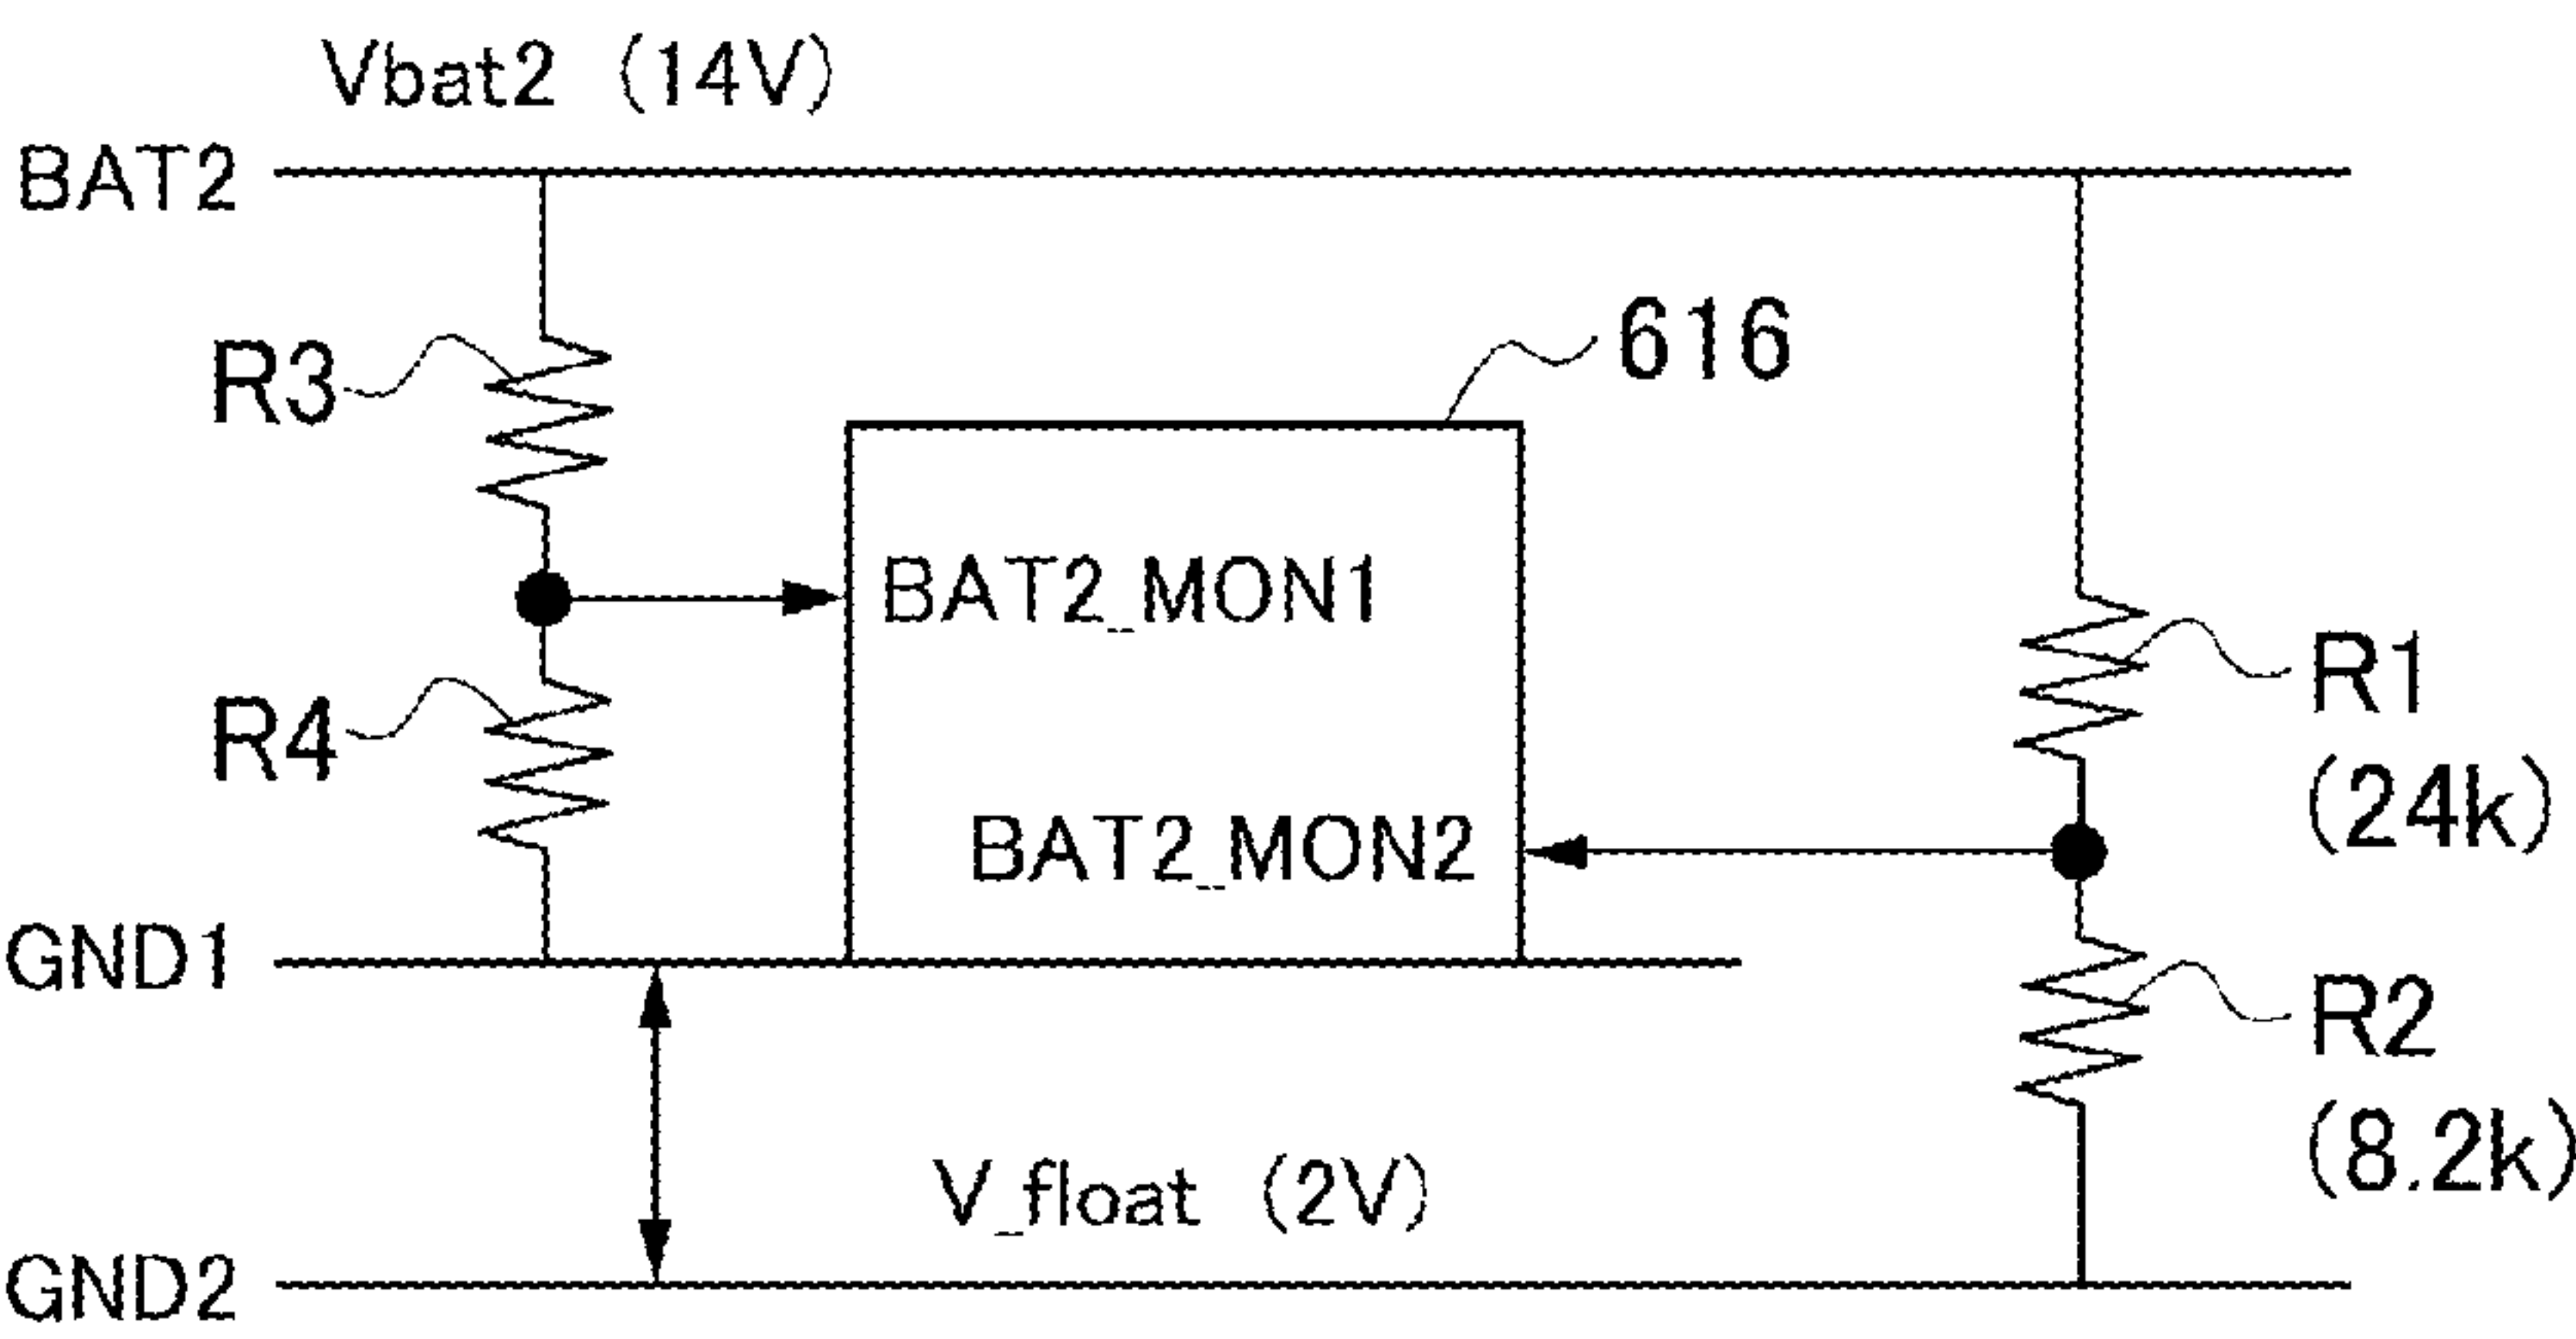 Vbat2 (14V)
BAT2
616
R3
BAT2_MON1
R1
(24k)
R4
BAT2_MON2
GND1
R2
(8.2k)
V_float (2V)
GND2